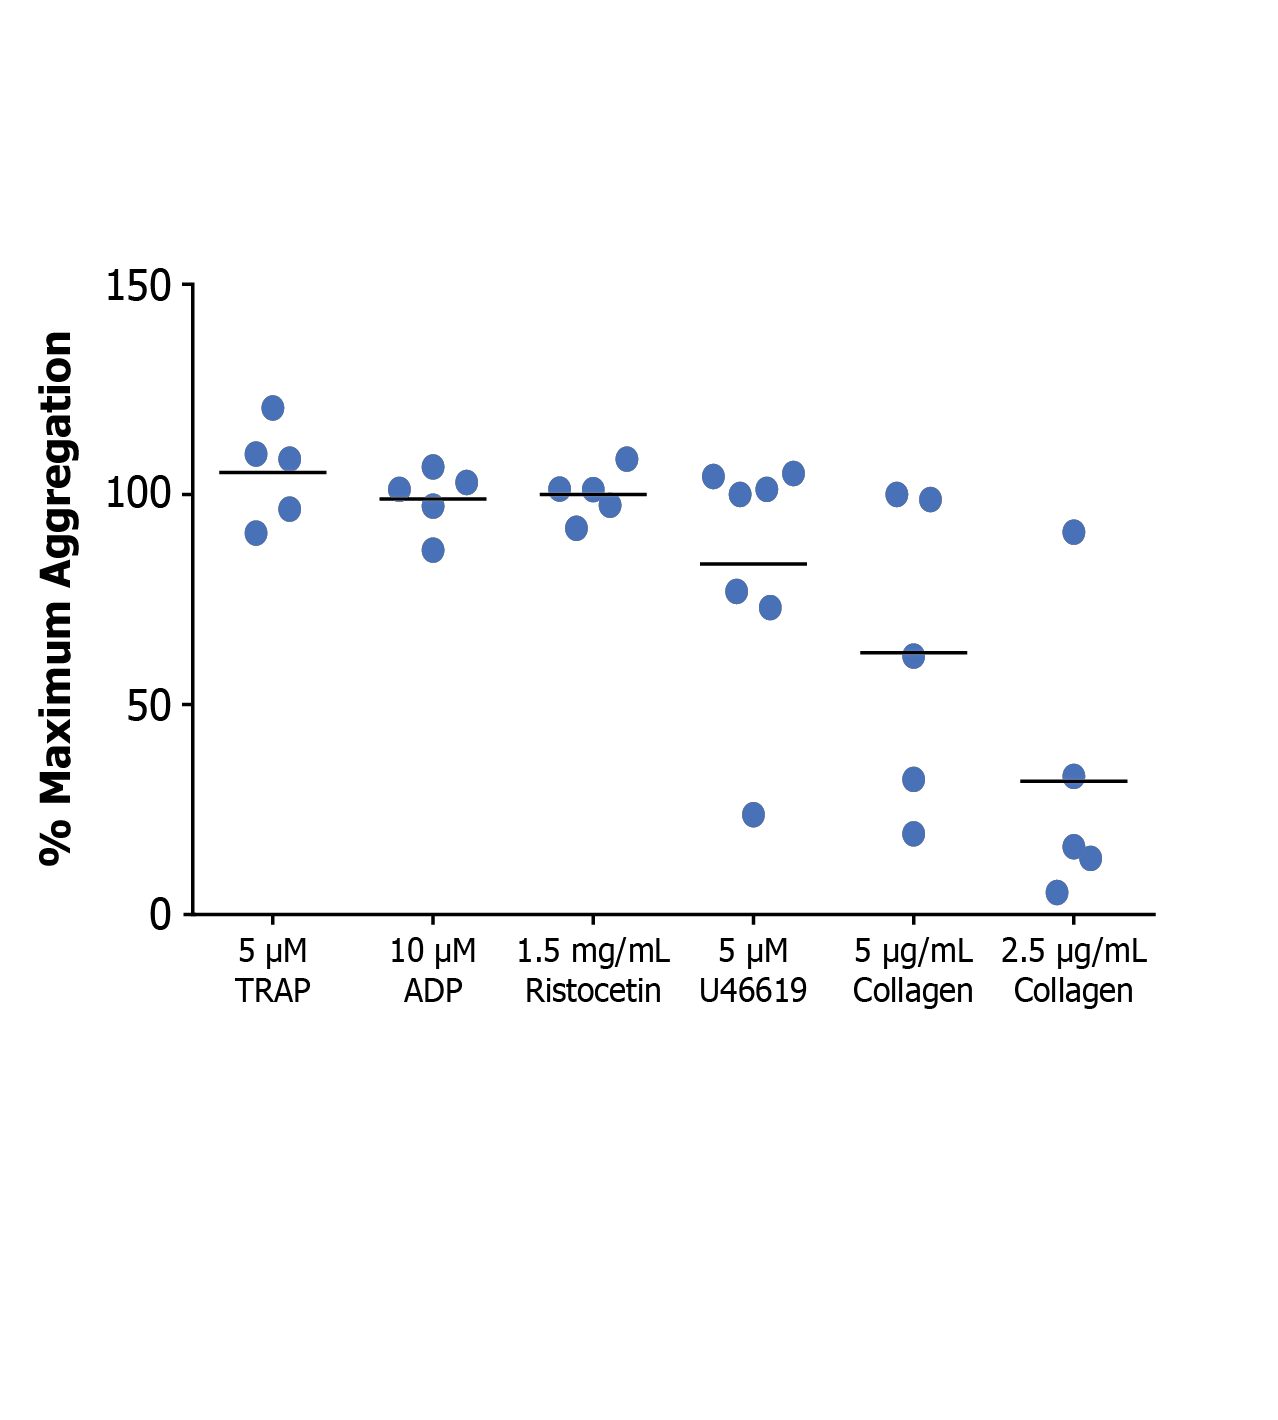 % Maximum Aggregation
150
100
50
0
5 µM
TRAP
10 µM
ADP
1.5 mg/mL
Ristocetin
5 µM
U46619
5 µg/mL
Collagen
2.5 µg/mL
Collagen